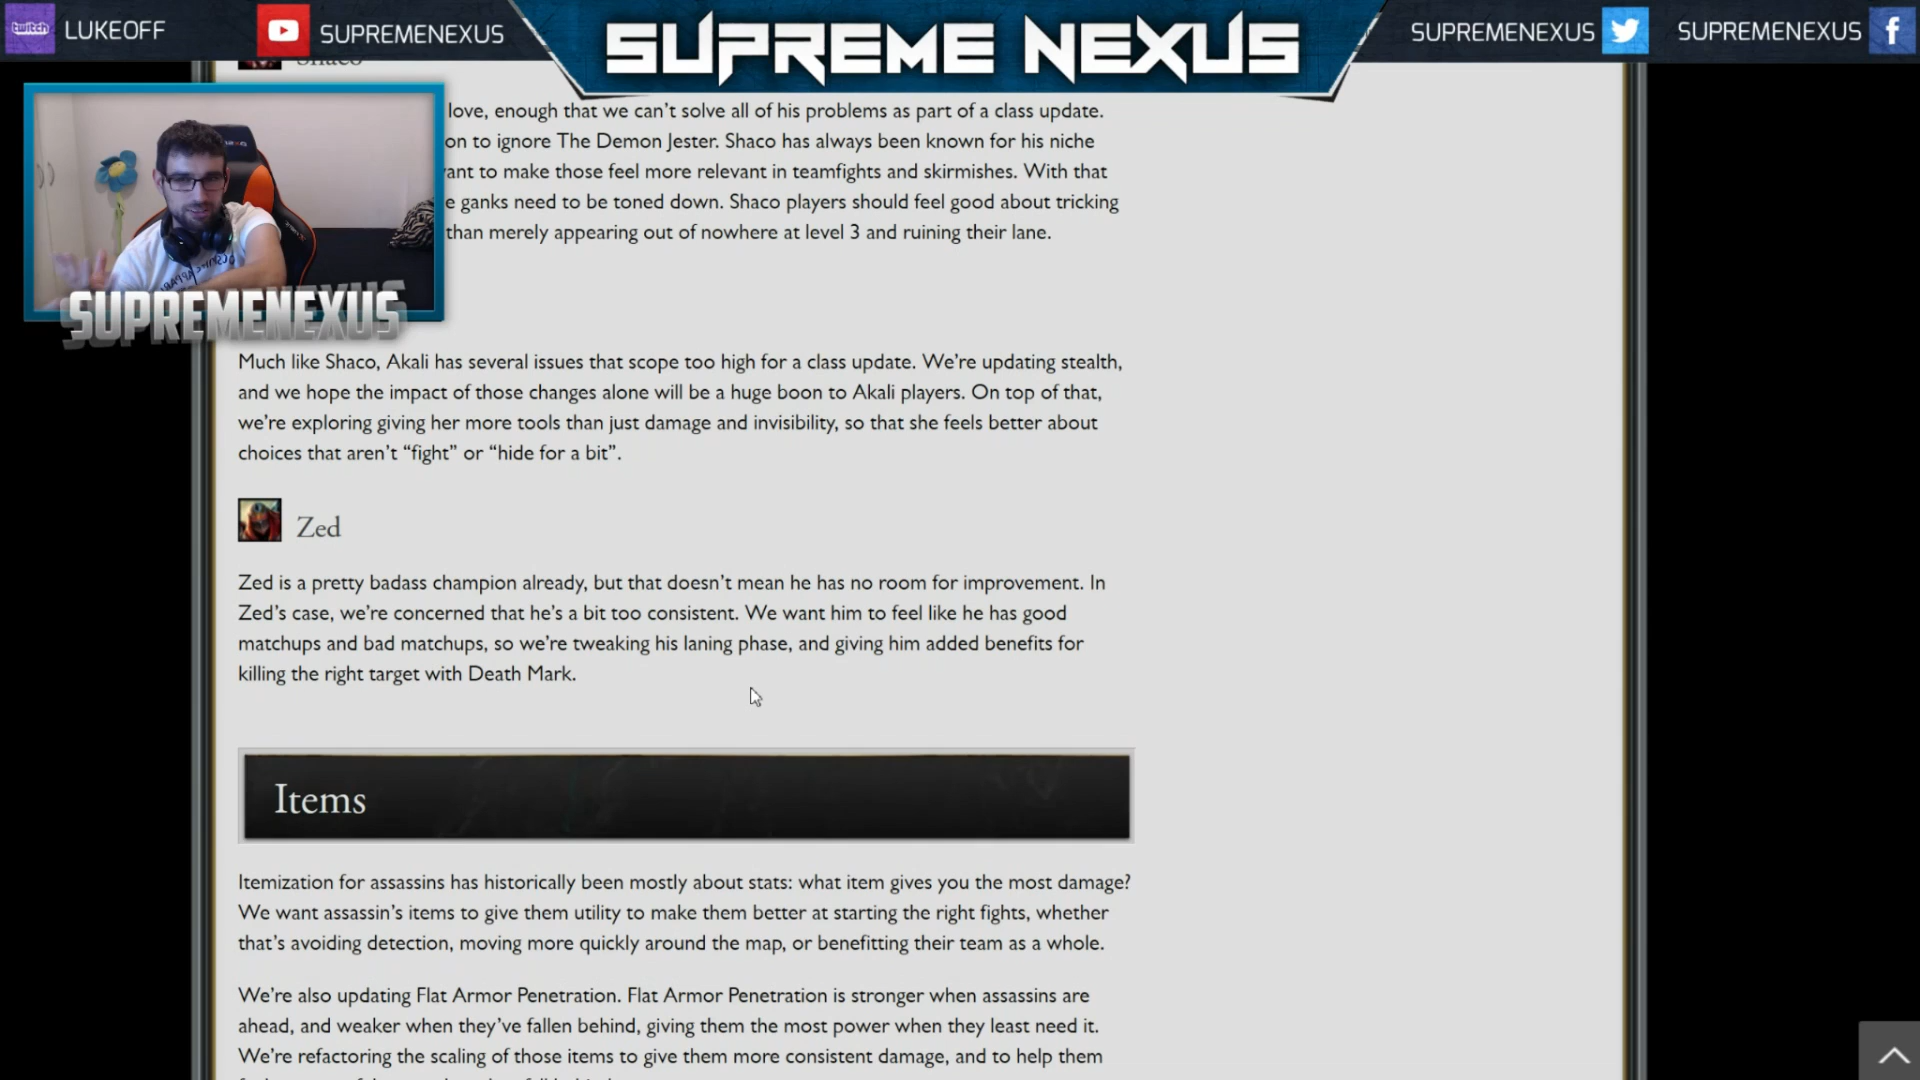 twitch LUKEOFF SUPREMENEXUS SUPREME NEXUS SUPREMENEXUS SUPREMENEXUS
Shaco
love, enough that we can't solve all of his problems as part of a class update.
on to ignore The Demon Jester. Shaco has always been known for his niche
ant to make those feel more relevant in teamfights and skirmishes. With that
e ganks need to be toned down. Shaco players should feel good about tricking
than merely appearing out of nowhere at level 3 and ruining their lane.
SUPREMENEXUS
Much like Shaco, Akali has several issues that scope too high for a class update. We're updating stealth,
and we hope the impact of those changes alone will be a huge boon to Akali players. On top of that,
we're exploring giving her more tools than just damage and invisibility, so that she feels better about
choices that aren't “fight” or “hide for a bit”.
Zed
Zed is a pretty badass champion already, but that doesn't mean he has no room for improvement. In
Zed's case, we're concerned that he's a bit too consistent. We want him to feel like he has good
matchups and bad matchups, so we're tweaking his laning phase, and giving him added benefits for
killing the right target with Death Mark.
Items
Itemization for assassins has historically been mostly about stats: what item gives you the most damage?
We want assassin's items to give them utility to make them better at starting the right fights, whether
that's avoiding detection, moving more quickly around the map, or benefitting their team as a whole.
We're also updating Flat Armor Penetration. Flat Armor Penetration is stronger when assassins are
ahead, and weaker when they've fallen behind, giving them the most power when they least need it.
We're refactoring the scaling of those items to give them more consistent damage, and to help them